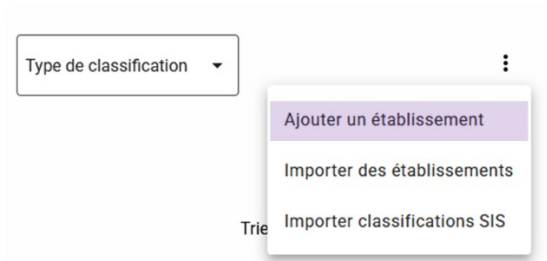 Type de classification
Ajouter un établissement
Importer des établissements
Importer classifications SIS